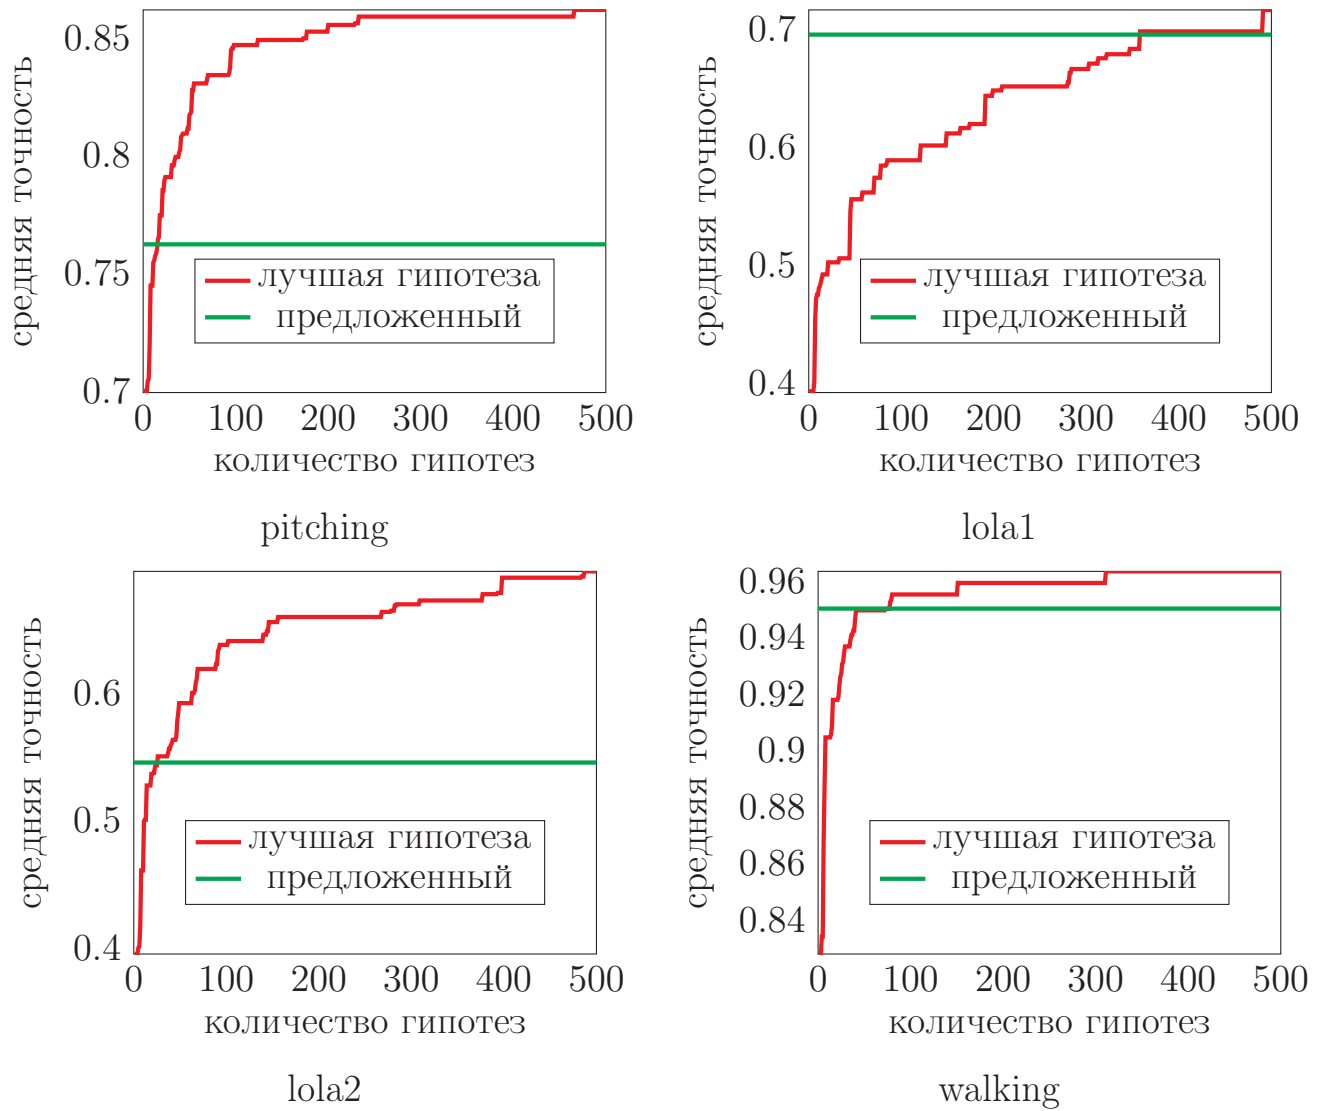 средняя точность
0.85
0.8
0.75
0.7
лучшая гипотеза
предложенный
0 100 200 300 400 500
количество гипотез
pitching
средняя точность
0.7
0.6
0.5
0.4
лучшая гипотеза
предложенный
0 100 200 300 400 500
количество гипотез
lola1
средняя точность
0.6
0.5
0.4
лучшая гипотеза
предложенный
0 100 200 300 400 500
количество гипотез
lola2
средняя точность
0.96
0.94
0.92
0.9
0.88
0.86
0.84
лучшая гипотеза
предложенный
0 100 200 300 400 500
количество гипотез
walking